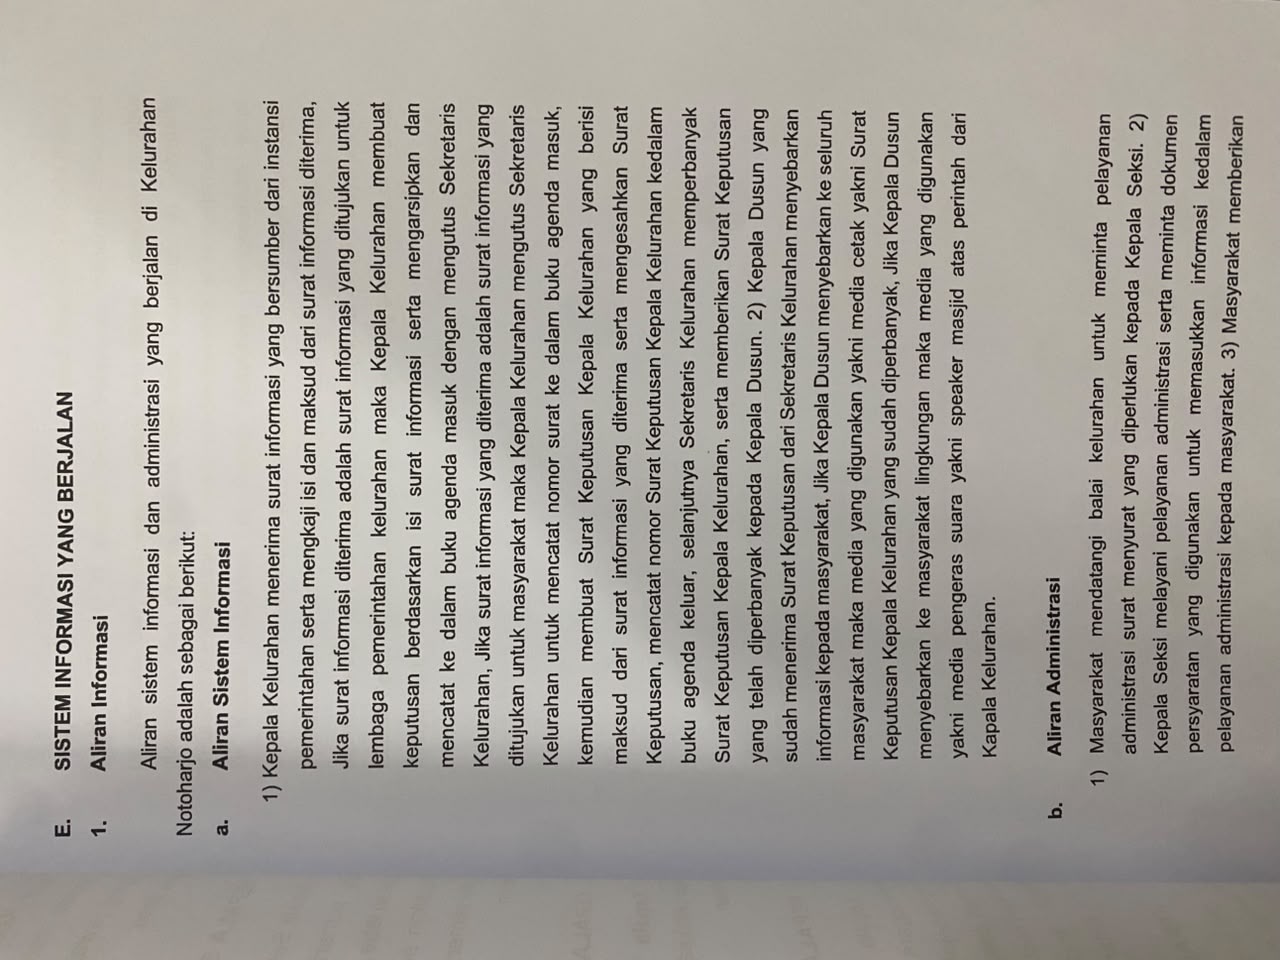 E. SISTEM INFORMASI YANG BERJALAN
1. Aliran Informasi
Aliran sistem informasi dan administrasi yang berjalan di Kelurahan
Notoharjo adalah sebagai berikut:
a. Aliran Sistem Informasi
1) Kepala Kelurahan menerima surat informasi yang bersumber dari instansi
pemerintahan serta mengkaji isi dan maksud dari surat informasi diterima,
Jika surat informasi diterima adalah surat informasi yang ditujukan untuk
lembaga pemerintahan kelurahan maka Kepala Kelurahan membuat
keputusan berdasarkan isi surat informasi serta mengarsipkan dan
mencatat ke dalam buku agenda masuk dengan mengutus Sekretaris
Kelurahan, Jika surat informasi yang diterima adalah surat informasi yang
ditujukan untuk masyarakat maka Kepala Kelurahan mengutus Sekretaris
Kelurahan untuk mencatat nomor surat ke dalam buku agenda masuk,
kemudian membuat Surat Keputusan Kepala Kelurahan yang berisi
maksud dari surat informasi yang diterima serta mengesahkan Surat
Keputusan, mencatat nomor Surat Keputusan Kepala Kelurahan kedalam
buku agenda keluar, selanjutnya Sekretaris Kelurahan memperbanyak
Surat Keputusan Kepala Kelurahan, serta memberikan Surat Keputusan
yang telah diperbanyak kepada Kepala Dusun. 2) Kepala Dusun yang
sudah menerima Surat Keputusan dari Sekretaris Kelurahan menyebarkan
informasi kepada masyarakat, Jika Kepala Dusun menyebarkan ke seluruh
masyarakat maka media yang digunakan yakni media cetak yakni Surat
Keputusan Kepala Kelurahan yang sudah diperbanyak, Jika Kepala Dusun
menyebarkan ke masyarakat lingkungan maka media yang digunakan
yakni media pengeras suara yakni speaker masjid atas perintah dari
Kapala Kelurahan.
b. Aliran Administrasi
1) Masyarakat mendatangi balai kelurahan untuk meminta pelayanan
administrasi surat menyurat yang diperlukan kepada Kepala Seksi. 2)
Kepala Seksi melayani pelayanan administrasi serta meminta dokumen
persyaratan yang digunakan untuk memasukkan informasi kedalam
pelayanan administrasi kepada masyarakat. 3) Masyarakat memberikan